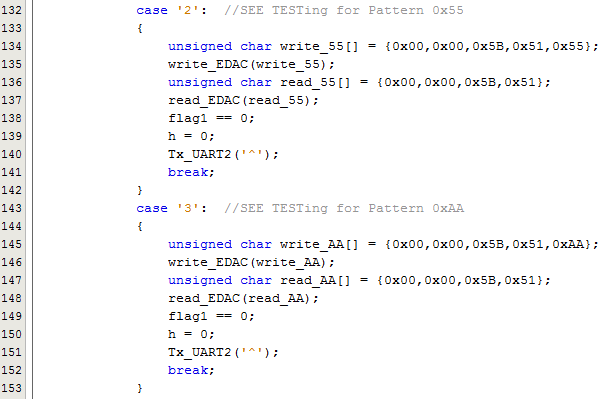 132 case '2': //SEE TESTing for Pattern 0x55
133 {
134 unsigned char write_55[] = {0x00,0x00,0x5B,0x51,0x55};
135 write_EDAC(write_55);
136 unsigned char read_55[] = {0x00,0x00,0x5B,0x51};
137 read_EDAC(read_55);
138 flag1 == 0;
139 h = 0;
140 Tx_UART2('^');
141 break;
142 }
143 case '3': //SEE TESTing for Pattern 0xAA
144 {
145 unsigned char write_AA[] = {0x00,0x00,0x5B,0x51,0xAA};
146 write_EDAC(write_AA);
147 unsigned char read_AA[] = {0x00,0x00,0x5B,0x51};
148 read_EDAC(read_AA);
149 flag1 == 0;
150 h = 0;
151 Tx_UART2('^');
152 break;
153 }